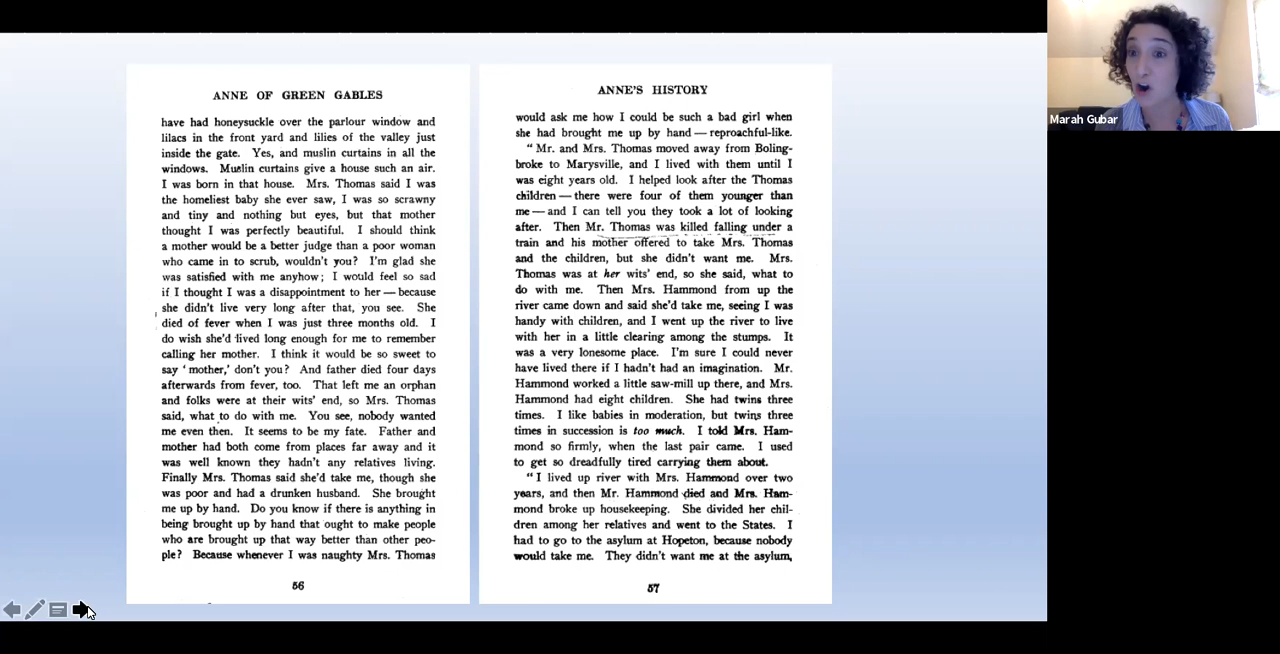 ANNE OF GREEN GABLES
have had honeysuckle over the parlour window and
lilacs in the front yard and lilies of the valley just
inside the gate. Yes, and muslin curtains in all the
windows. Muslin curtains give a house such an air.
I was born in that house. Mrs. Thomas said I was
the homeliest baby she ever saw, I was so scrawny
and tiny and nothing but eyes, but that mother
thought I was perfectly beautiful. I should think
a mother would be a better judge than a poor woman
who came in to scrub, wouldn't you? I'm glad she
was satisfied with me anyhow; I would feel so sad
if I thought I was a disappointment to her — because
she didn't live very long after that, you see. She
died of fever when I was just three months old. I
do wish she'd lived long enough for me to remember
calling her mother. I think it would be so sweet to
say 'mother,' don't you? And father died four days
afterwards from fever, too. That left me an orphan
and folks were at their wits' end, so Mrs. Thomas
said, what to do with me. You see, nobody wanted
me even then. It seems to be my fate. Father and
mother had both come from places far away and it
was well known they hadn't any relatives living.
Finally Mrs. Thomas said she'd take me, though she
was poor and had a drunken husband. She brought
me up by hand. Do you know if there is anything in
being brought up by hand that ought to make people
who are brought up that way better than other peo-
ple? Because whenever I was naughty Mrs. Thomas
56
ANNE'S HISTORY
would ask me how I could be such a bad girl when
she had brought me up by hand — reproachful-like.
"Mr. and Mrs. Thomas moved away from Boling-
broke to Marysville, and I lived with them until I
was eight years old. I helped look after the Thomas
children — there were four of them younger than
me — and I can tell you they took a lot of looking
after. Then Mr. Thomas was killed falling under a
train and his mother offered to take Mrs. Thomas
and the children, but she didn't want me. Mrs.
Thomas was at her wits' end, so she said, what to
do with me. Then Mrs. Hammond from up the
river came down and said she'd take me, seeing I was
handy with children, and I went up the river to live
with her in a little clearing among the stumps. It
was a very lonesome place. I'm sure I could never
have lived there if I hadn't had an imagination. Mr.
Hammond worked a little saw-mill up there, and Mrs.
Hammond had eight children. She had twins three
times. I like babies in moderation, but twins three
times in succession is too much. I told Mrs. Ham-
mond so firmly, when the last pair came. I used
to get so dreadfully tired carrying them about.
"I lived up river with Mrs. Hammond over two
years, and then Mr. Hammond died and Mrs. Ham-
mond broke up housekeeping. She divided her chil-
dren among her relatives and went to the States. I
had to go to the asylum at Hopeton, because nobody
would take me. They didn't want me at the asylum,
57
Marah Gubar